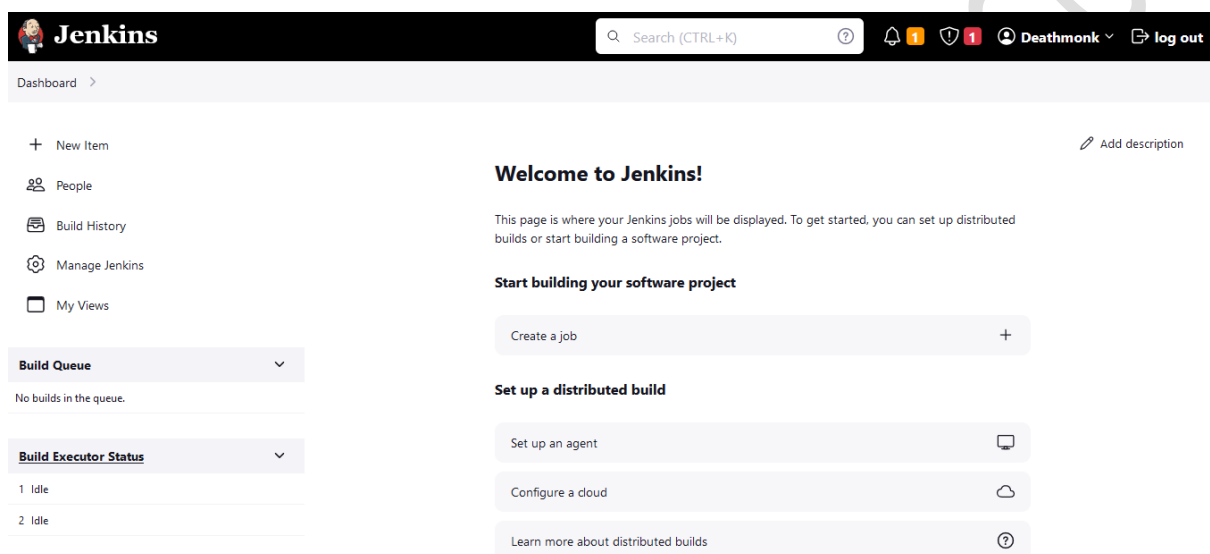 Jenkins
Search (CTRL+K)
1
1
Deathmonk
log out
Dashboard
New Item
People
Build History
Manage Jenkins
My Views
Build Queue
No builds in the queue.
Build Executor Status
1 Idle
2 Idle
Add description
Welcome to Jenkins!
This page is where your Jenkins jobs will be displayed. To get started, you can set up distributed
builds or start building a software project.
Start building your software project
Create a job
Set up a distributed build
Set up an agent
Configure a cloud
Learn more about distributed builds